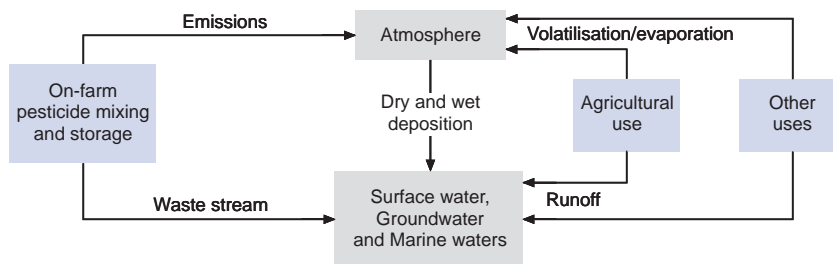 Emissions
Atmosphere
Volatilisation/evaporation
On-farm
pesticide mixing
and storage
Dry and wet
deposition
Agricultural
use
Other
uses
Waste stream
Surface water,
Groundwater
and Marine waters
Runoff